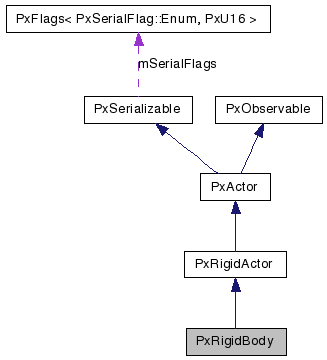 PxFlags< PxSerialFlag::Enum, PxU16 >
mSerialFlags
PxSerializable
PxObservable
PxActor
PxRigidActor
PxRigidBody